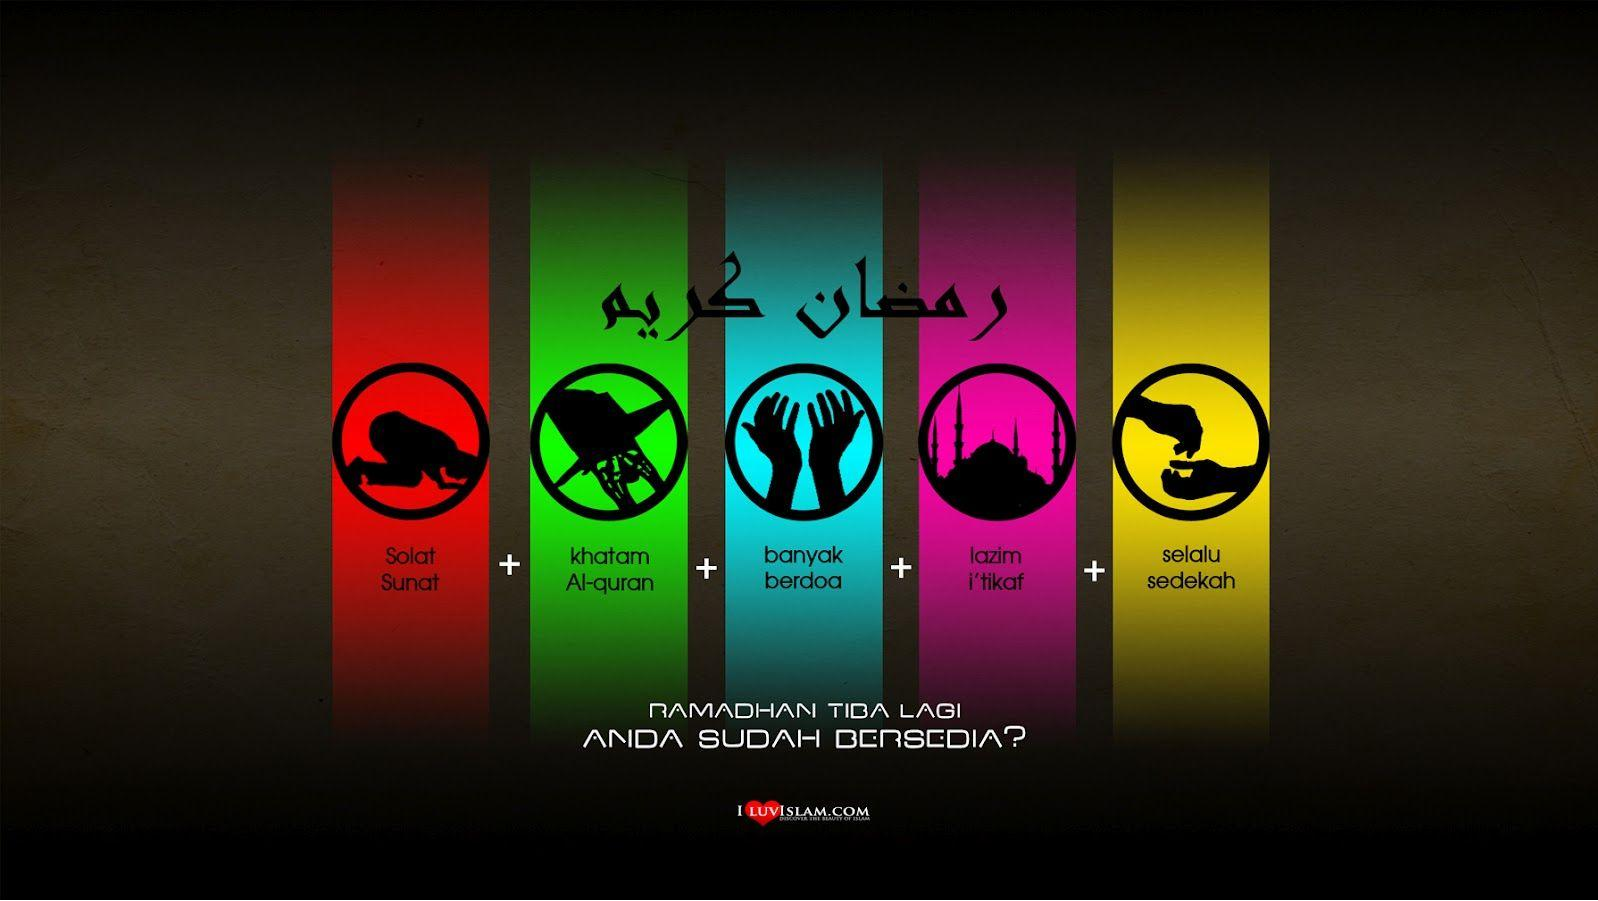 رمضان كريم
Solat
Sunat
+
khatam
Al-quran
+
banyak
berdoa
+
lazim
i'tikaf
+
selalu
sedekah
RAMADHAN TIBA LAGI
ANDA SUDAH BERSEDIA?
I LUVISLAM.COM
DISCOVER THE BEAUTY OF ISLAM